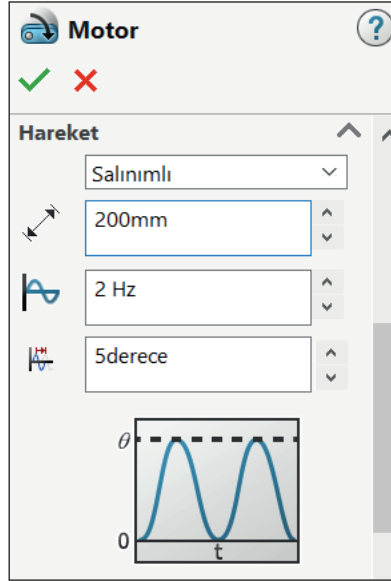 Motor
?
Hareket
Salınımlı
200mm
2 Hz
5derece
θ
0
t